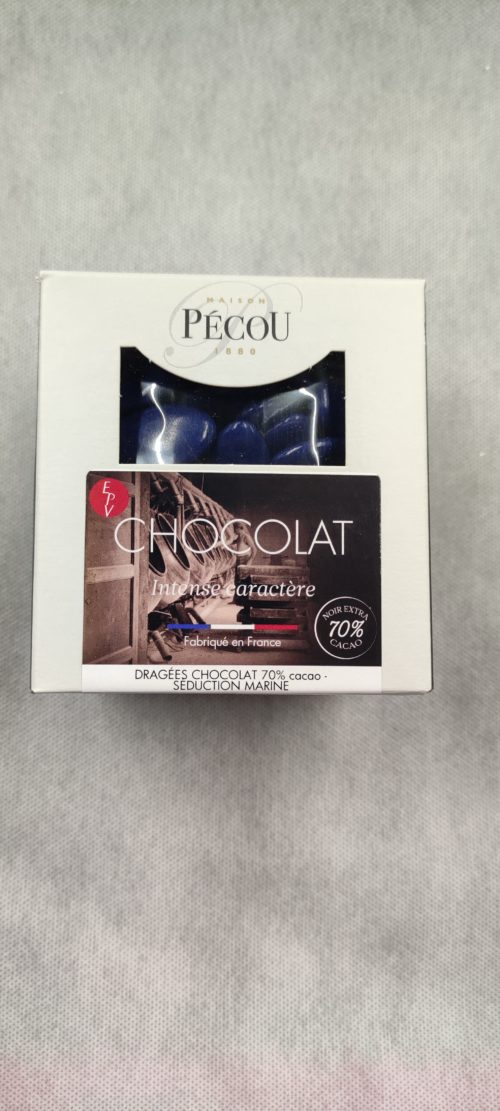 MAISON
PÉCOU
1880
EPV
CHOCOLAT
Intense caractère
Fabriqué en France
NOIR EXTRA
70%
CACAO
DRAGÉES CHOCOLAT 70% cacao -
SÉDUCTION MARINE